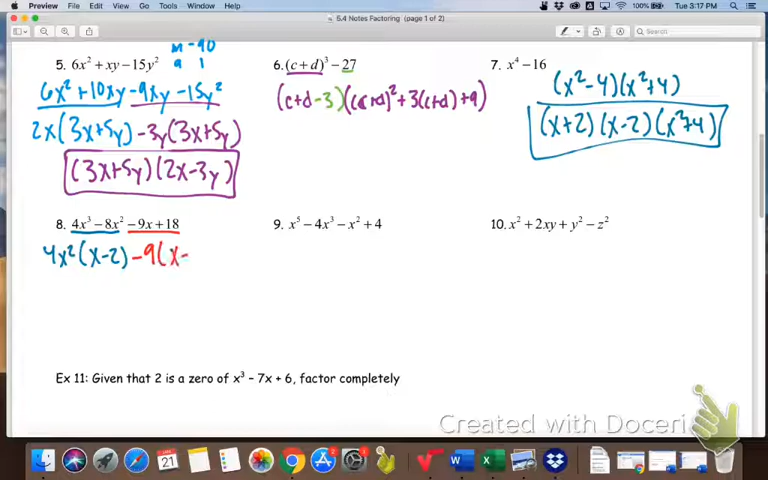 Preview File Edit View Go Tools Window Help 100% Tue 3:17 PM
5.4 Notes Factoring (page 1 of 2)
Search
M -90
5. 6x² + xy – 15y² a 1 6. (c + d)³ – 27 7. x⁴ – 16
6x² + 10xy - 9xy - 15y² (c+d - 3)((c+d)² + 3(c+d) + 9) (x² - 4)(x² + 4)
2x(3x+5y) - 3y(3x+5y) (x+2)(x-2)(x²+4)
(3x+5y)(2x-3y)
8. 4x³ – 8x² – 9x + 18 9. x⁵ – 4x³ – x² + 4 10. x² + 2xy + y² – z²
4x²(x-2) - 9(x-
Ex 11: Given that 2 is a zero of x³ – 7x + 6, factor completely
Created with Doceri
21